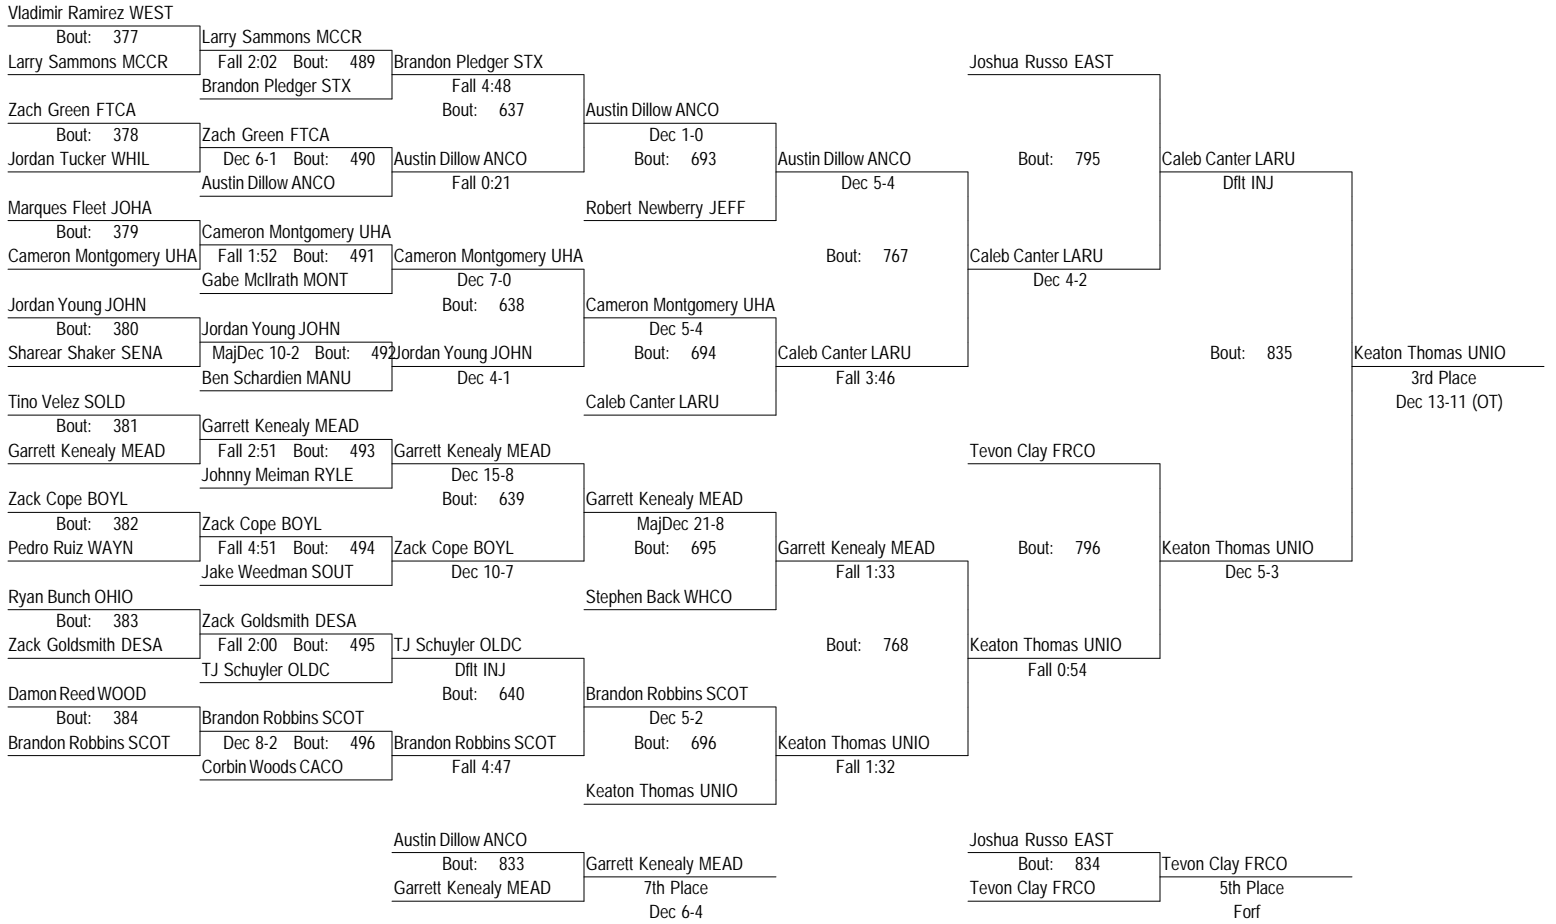 Vladimir Ramirez WEST
Bout: 377
Larry Sammons MCCR
Zach Green FTCA
Bout: 378
Jordan Tucker WHIL
Marques Fleet JOHA
Bout: 379
Cameron Montgomery UHA
Jordan Young JOHN
Bout: 380
Sharear Shaker SENA
Tino Velez SOLD
Bout: 381
Garrett Kenealy MEAD
Zack Cope BOYL
Bout: 382
Pedro Ruiz WAYN
Ryan Bunch OHIO
Bout: 383
Zack Goldsmith DESA
Damon Reed WOOD
Bout: 384
Brandon Robbins SCOT
Larry Sammons MCCR
Fall 2:02 Bout: 489
Brandon Pledger STX
Zach Green FTCA
Dec 6-1 Bout: 490
Austin Dillow ANCO
Cameron Montgomery UHA
Fall 1:52 Bout: 491
Gabe McIlrath MONT
Jordan Young JOHN
MajDec 10-2 Bout: 492
Ben Schardien MANU
Garrett Kenealy MEAD
Fall 2:51 Bout: 493
Johnny Meiman RYLE
Zack Cope BOYL
Fall 4:51 Bout: 494
Jake Weedman SOUT
Zack Goldsmith DESA
Fall 2:00 Bout: 495
TJ Schuyler OLDC
Brandon Robbins SCOT
Dec 8-2 Bout: 496
Corbin Woods CACO
Brandon Pledger STX
Fall 4:48
Bout: 637
Austin Dillow ANCO
Fall 0:21
Cameron Montgomery UHA
Dec 7-0
Bout: 638
Jordan Young JOHN
Dec 4-1
Garrett Kenealy MEAD
Dec 15-8
Bout: 639
Zack Cope BOYL
Dec 10-7
TJ Schuyler OLDC
Dflt INJ
Bout: 640
Brandon Robbins SCOT
Fall 4:47
Austin Dillow ANCO
Dec 1-0
Bout: 693
Robert Newberry JEFF
Cameron Montgomery UHA
Dec 5-4
Bout: 694
Caleb Canter LARU
Garrett Kenealy MEAD
MajDec 21-8
Bout: 695
Stephen Back WHCO
Brandon Robbins SCOT
Dec 5-2
Bout: 696
Keaton Thomas UNIO
Austin Dillow ANCO
Dec 5-4
Bout: 767
Caleb Canter LARU
Fall 3:46
Garrett Kenealy MEAD
Fall 1:33
Bout: 768
Keaton Thomas UNIO
Fall 1:32
Joshua Russo EAST
Bout: 795
Caleb Canter LARU
Dec 4-2
Tevon Clay FRCO
Bout: 796
Keaton Thomas UNIO
Fall 0:54
Caleb Canter LARU
Dflt INJ
Bout: 835
Keaton Thomas UNIO
Dec 5-3
Keaton Thomas UNIO
3rd Place
Dec 13-11 (OT)
Austin Dillow ANCO
Bout: 833
Garrett Kenealy MEAD
Garrett Kenealy MEAD
7th Place
Dec 6-4
Joshua Russo EAST
Bout: 834
Tevon Clay FRCO
Tevon Clay FRCO
5th Place
Forf